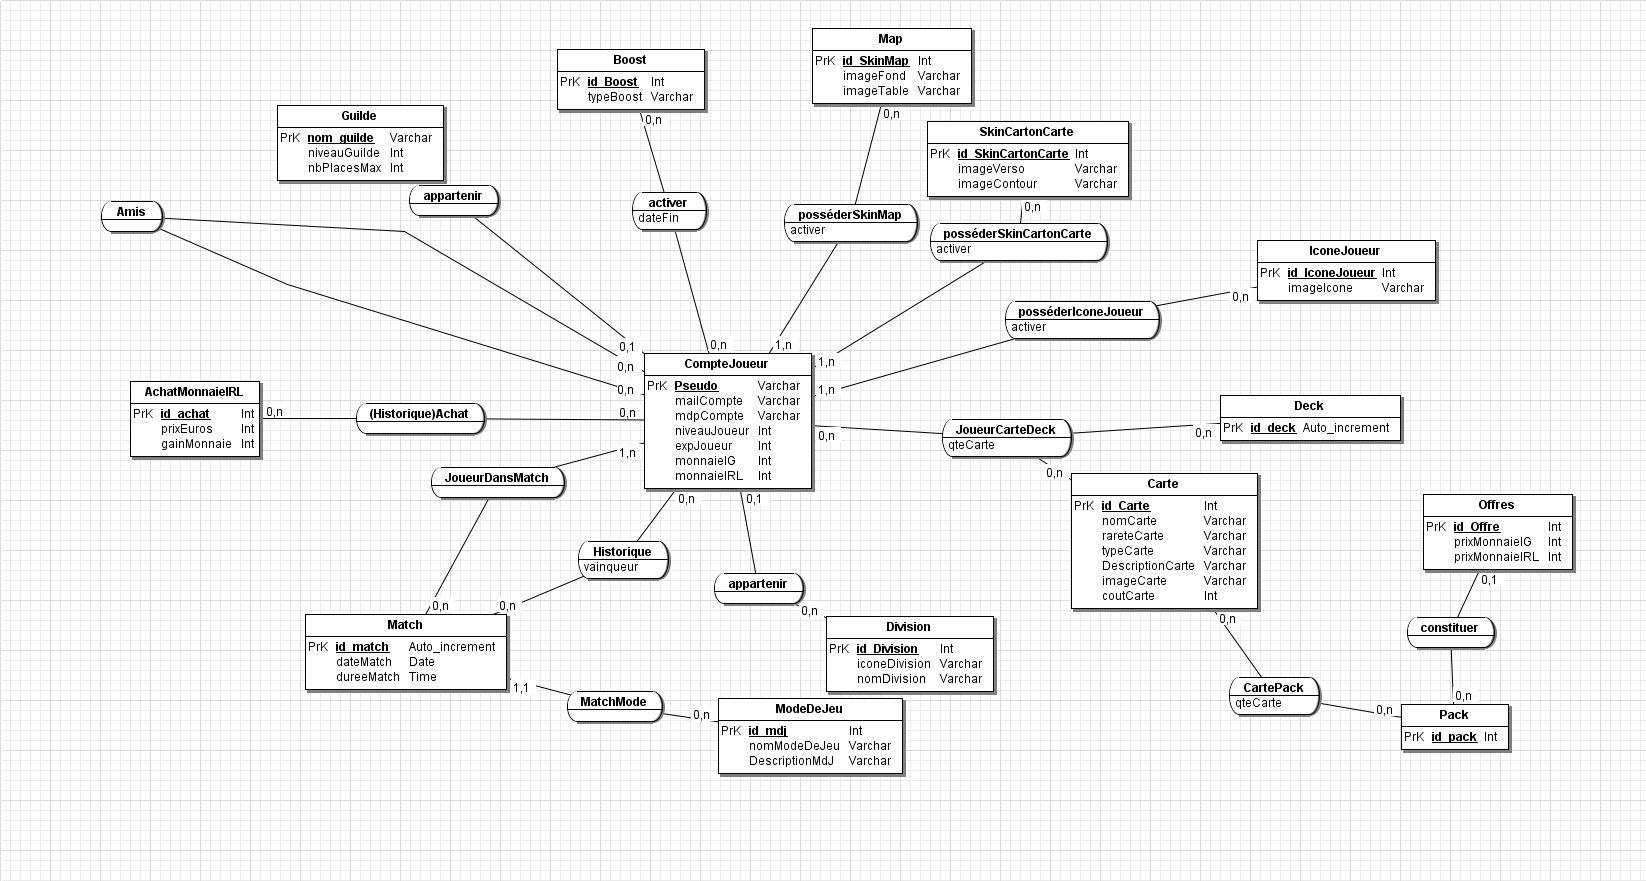 Map
PrK id_SkinMap Int
imageFond Varchar
imageTable Varchar
0,n
Boost
PrK id_Boost Int
typeBoost Varchar
0,n
Guilde
PrK nom_guilde Varchar
niveauGuilde Int
nbPlacesMax Int
SkinCartonCarte
PrK id_SkinCartonCarte Int
imageVerso Varchar
imageContour Varchar
0,n
Amis
appartenir
activer
dateFin
posséderSkinMap
activer
posséderSkinCartonCarte
activer
IconeJoueur
PrK id_IconeJoueur Int
imageIcone Varchar
0,n
posséderIconeJoueur
activer
0,1
0,n
1,n
0,n
1,n
0,n
1,n
CompteJoueur
PrK Pseudo Varchar
mailCompte Varchar
mdpCompte Varchar
niveauJoueur Int
expJoueur Int
monnaieIG Int
monnaieIRL Int
AchatMonnaieIRL
PrK id_achat Int
prixEuros Int
gainMonnaie Int
0,n
(Historique)Achat
0,n
1,n
JoueurDansMatch
0,n
JoueurCarteDeck
qteCarte
0,n
Deck
PrK id_deck Auto_increment
0,n
Carte
PrK id_Carte Int
nomCarte Varchar
rareteCarte Varchar
typeCarte Varchar
DescriptionCarte Varchar
imageCarte Varchar
coutCarte Int
0,n
Offres
PrK id_Offre Int
prixMonnaieIG Int
prixMonnaieIRL Int
0,1
0,n
0,1
Historique
vainqueur
appartenir
0,n
0,n
0,n
Match
PrK id_match Auto_increment
dateMatch Date
dureeMatch Time
1,1
Division
PrK id_Division Int
iconeDivision Varchar
nomDivision Varchar
constituer
0,n
CartePack
qteCarte
0,n
Pack
PrK id_pack Int
MatchMode
0,n
ModeDeJeu
PrK id_mdj Int
nomModeDeJeu Varchar
DescriptionMdJ Varchar